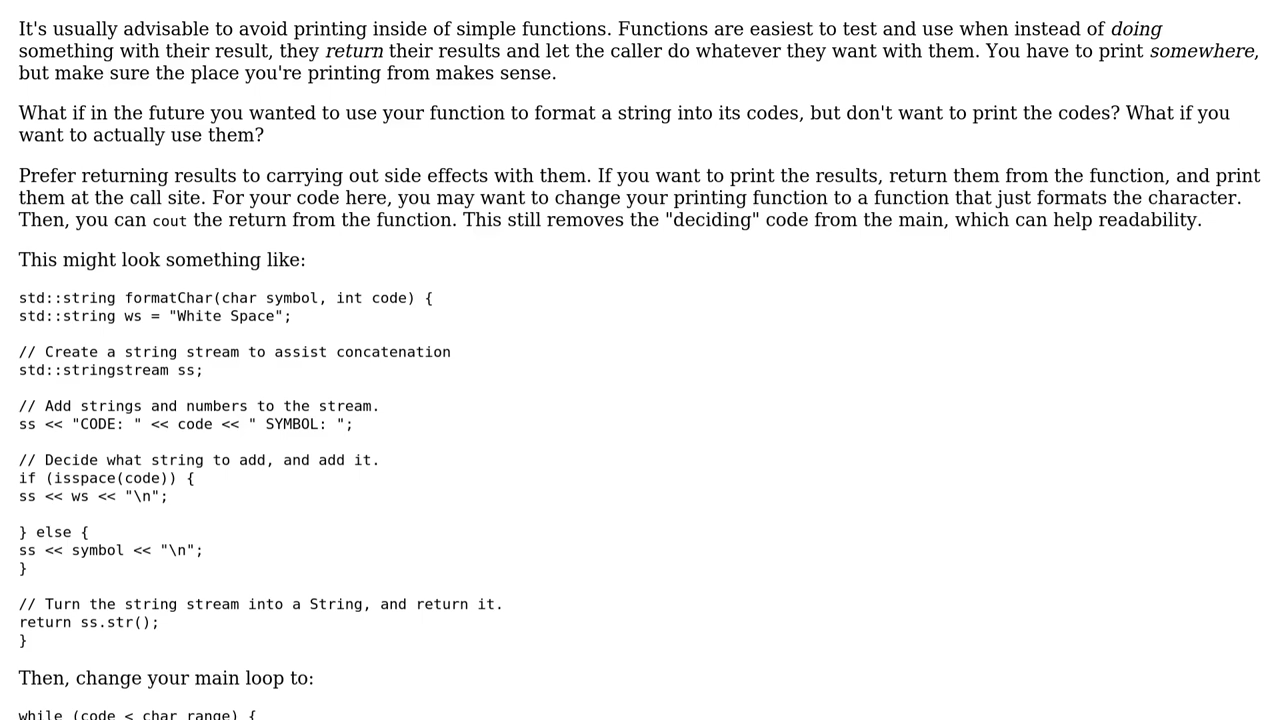 It's usually advisable to avoid printing inside of simple functions. Functions are easiest to test and use when instead of doing
something with their result, they return their results and let the caller do whatever they want with them. You have to print somewhere,
but make sure the place you're printing from makes sense.
What if in the future you wanted to use your function to format a string into its codes, but don't want to print the codes? What if you
want to actually use them?
Prefer returning results to carrying out side effects with them. If you want to print the results, return them from the function, and print
them at the call site. For your code here, you may want to change your printing function to a function that just formats the character.
Then, you can cout the return from the function. This still removes the "deciding" code from the main, which can help readability.
This might look something like:
std::string formatChar(char symbol, int code) {
std::string ws = "White Space";
// Create a string stream to assist concatenation
std::stringstream ss;
// Add strings and numbers to the stream.
ss << "CODE: " << code << " SYMBOL: ";
// Decide what string to add, and add it.
if (isspace(code)) {
ss << ws << "\n";
} else {
ss << symbol << "\n";
}
// Turn the string stream into a String, and return it.
return ss.str();
}
Then, change your main loop to:
while (code < char_range) {